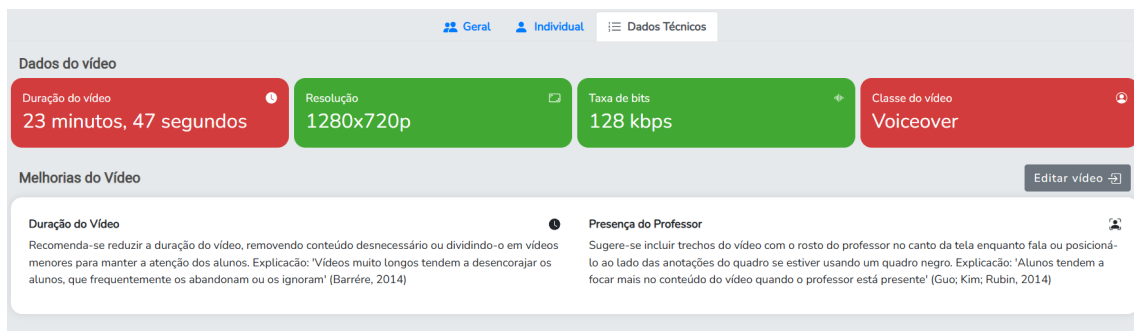 Geral Individual Dados Técnicos
Dados do vídeo
Duração do vídeo
23 minutos, 47 segundos
Resolução
1280x720p
Taxa de bits
128 kbps
Classe do vídeo
Voiceover
Melhorias do Vídeo
Editar vídeo
Duração do Vídeo
Recomenda-se reduzir a duração do vídeo, removendo conteúdo desnecessário ou dividindo-o em vídeos
menores para manter a atenção dos alunos. Explicacão: 'Vídeos muito longos tendem a desencorajar os
alunos, que frequentemente os abandonam ou os ignoram' (Barrére, 2014)
Presença do Professor
Sugere-se incluir trechos do vídeo com o rosto do professor no canto da tela enquanto fala ou posicioná-
lo ao lado das anotações do quadro se estiver usando um quadro negro. Explicacão: 'Alunos tendem a
focar mais no conteúdo do vídeo quando o professor está presente' (Guo; Kim; Rubin, 2014)